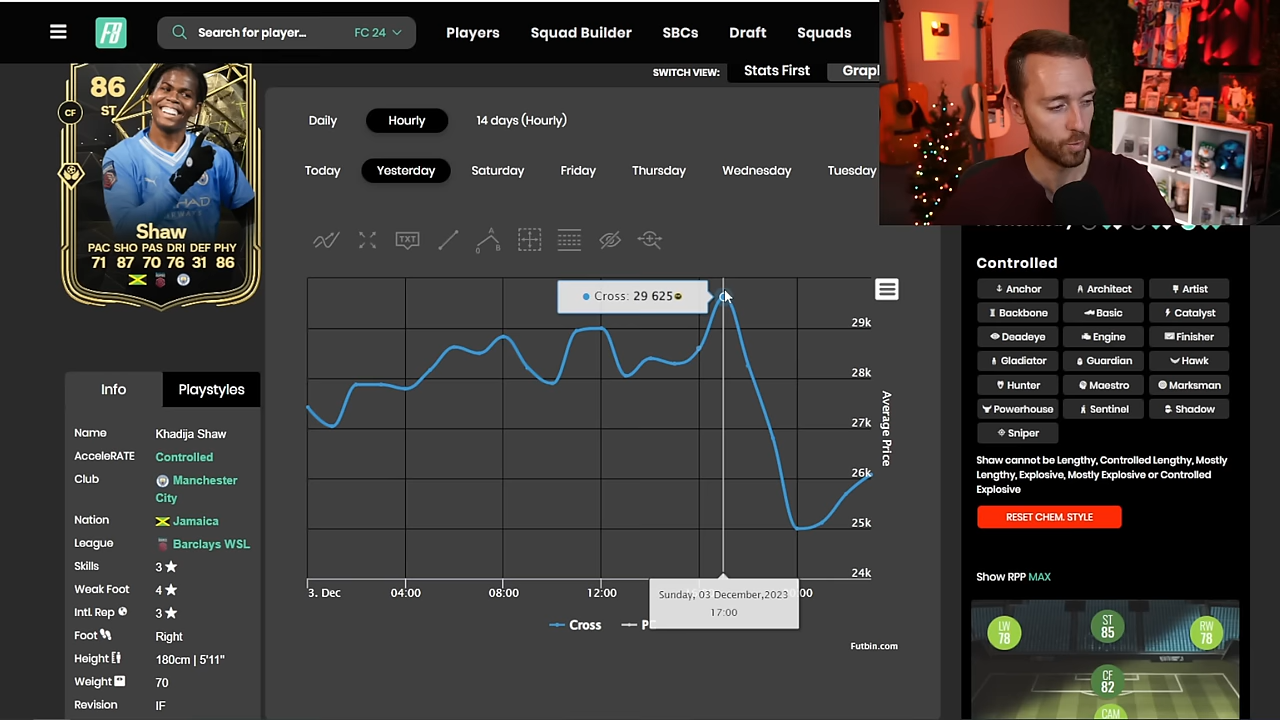 FB
Search for player...
FC 24
Players
Squad Builder
SBCs
Draft
Squads
SWITCH VIEW:
Stats First
86
ST
CF
Shaw
PAC SHO PAS DRI DEF PHY
71 87 70 76 31 86
Daily
Hourly
14 days (Hourly)
Today
Yesterday
Saturday
Friday
Thursday
Wednesday
Tuesday
TXT
Cross: 29 625
29k
28k
27k
26k
25k
24k
Average Price
3. Dec
04:00
08:00
12:00
Sunday, 03 December,2023
17:00
Cross
Futbin.com
Info
Playstyles
Name
Khadija Shaw
AcceleRATE
Controlled
Club
Manchester
City
Nation
Jamaica
League
Barclays WSL
Skills
3
Weak Foot
4
Intl. Rep
3
Foot
Right
Height
180cm | 5'11"
Weight
70
Revision
IF
Controlled
Anchor
Architect
Artist
Backbone
Basic
Catalyst
Deadeye
Engine
Finisher
Gladiator
Guardian
Hawk
Hunter
Maestro
Marksman
Powerhouse
Sentinel
Shadow
Sniper
Shaw cannot be Lengthy, Controlled Lengthy, Mostly
Lengthy, Explosive, Mostly Explosive or Controlled
Explosive
RESET CHEM. STYLE
Show RPP MAX
LW
78
ST
85
RW
78
CF
82
CAM